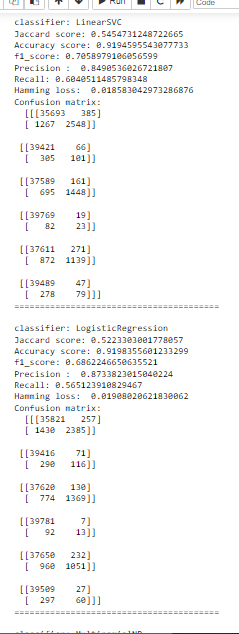 Run
Code
classifier: LinearSVC
Jaccard score: 0.5454731248722665
Accuracy score: 0.9194595544077733
f1_score: 0.7058979106056599
Precision : 0.8490536026721807
Recall: 0.6040511485798348
Hamming loss: 0.018583042973286876
Confusion matrix:
[[[35693 385]
[ 1267 2548]]
[[39421 66]
[ 305 101]]
[[37589 161]
[ 695 1448]]
[[39769 19]
[ 82 23]]
[[37611 271]
[ 872 1139]]
[[39489 47]
[ 278 79]]]
========================================
classifier: LogisticRegression
Jaccard score: 0.5223303001778057
Accuracy score: 0.9198355601233299
f1_score: 0.6862246650635521
Precision : 0.8733823015040224
Recall: 0.565123910829467
Hamming loss: 0.01908020621830062
Confusion matrix:
[[[35821 257]
[ 1430 2385]]
[[39416 71]
[ 290 116]]
[[37620 130]
[ 774 1369]]
[[39781 7]
[ 92 13]]
[[37650 232]
[ 960 1051]]
[[39509 27]
[ 297 60]]]
========================================